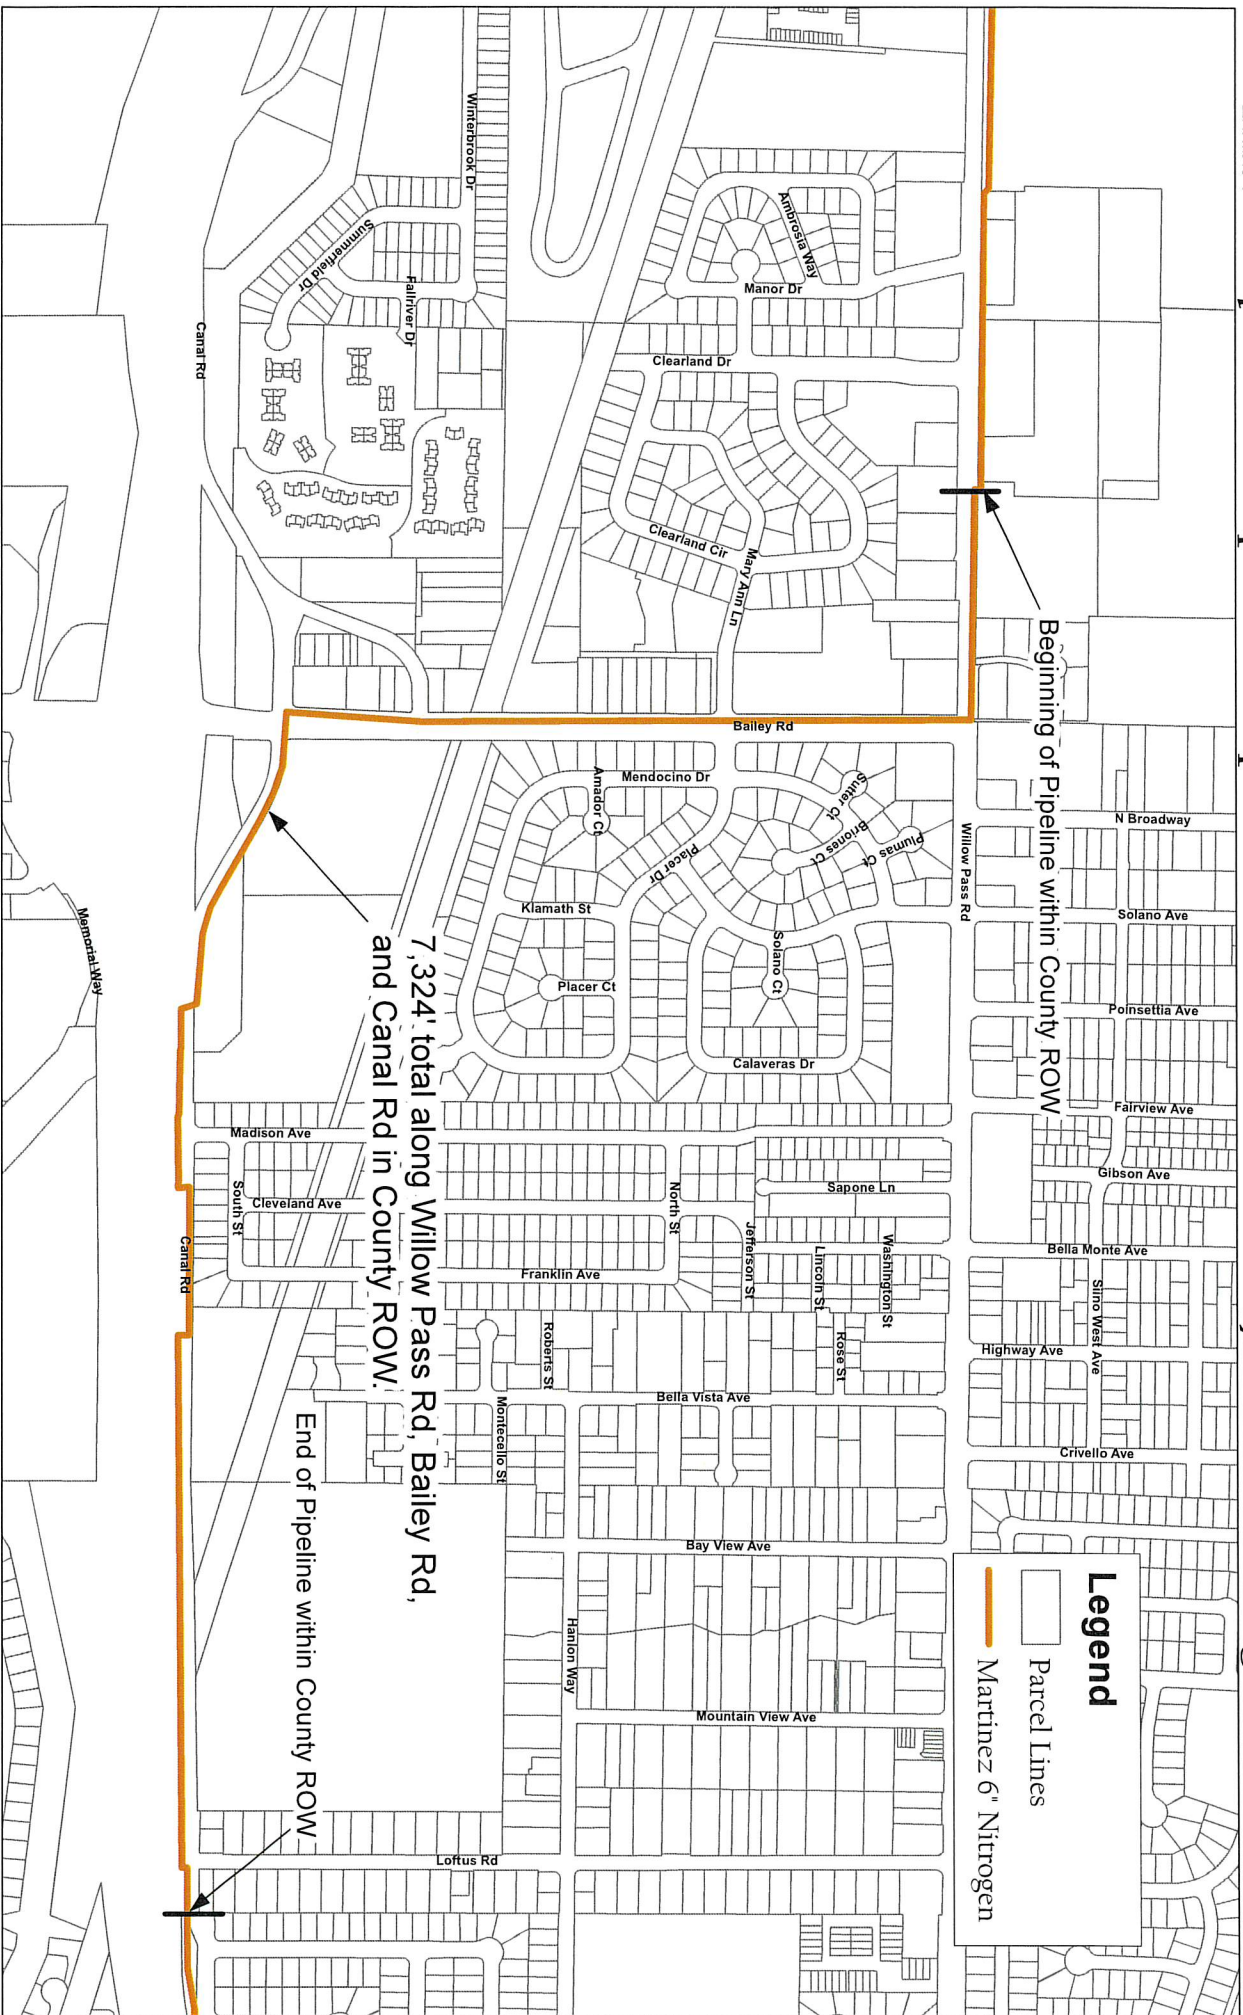 Beginning of Pipeline within County ROW
7,324' total along Willow Pass Rd, Bailey Rd,
and Canal Rd in County ROW.
End of Pipeline within County ROW
Legend
Parcel Lines
Martinez 6" Nitrogen
Winterbrook Dr
Summerfield Dr
Fallriver Dr
Canal Rd
Ambrosia Way
Manor Dr
Clearland Dr
Clearland Cir
Mary Ann Ln
Bailey Rd
Mendocino Dr
Amador Ct
Sutter Ct
Briones Ct
Plumas Ct
Placer Dr
Klamath St
Solano Ct
Placer Ct
Calaveras Dr
Willow Pass Rd
N Broadway
Solano Ave
Poinsettia Ave
Fairview Ave
Gibson Ave
Bella Monte Ave
Siino West Ave
Highway Ave
Crivello Ave
Memorial Way
Madison Ave
South St
Cleveland Ave
Canal Rd
Franklin Ave
North St
Jefferson St
Sapone Ln
Lincoln St
Washington St
Rose St
Roberts St
Bella Vista Ave
Montecello St
Bay View Ave
Hanlon Way
Mountain View Ave
Loftus Rd